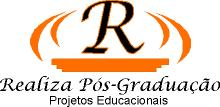 R
Realiza Pós-Graduação
Projetos Educacionais